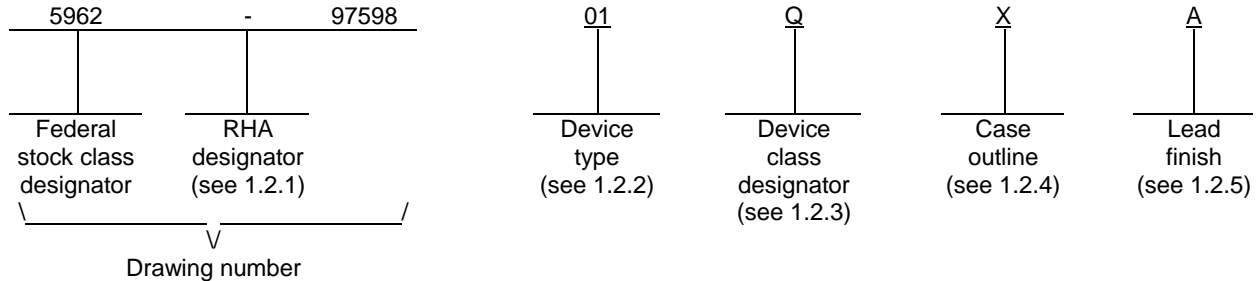 5962 - 97598 01 Q X A
Federal stock class designator
RHA designator (see 1.2.1)
Device type (see 1.2.2)
Device class designator (see 1.2.3)
Case outline (see 1.2.4)
Lead finish (see 1.2.5)
Drawing number